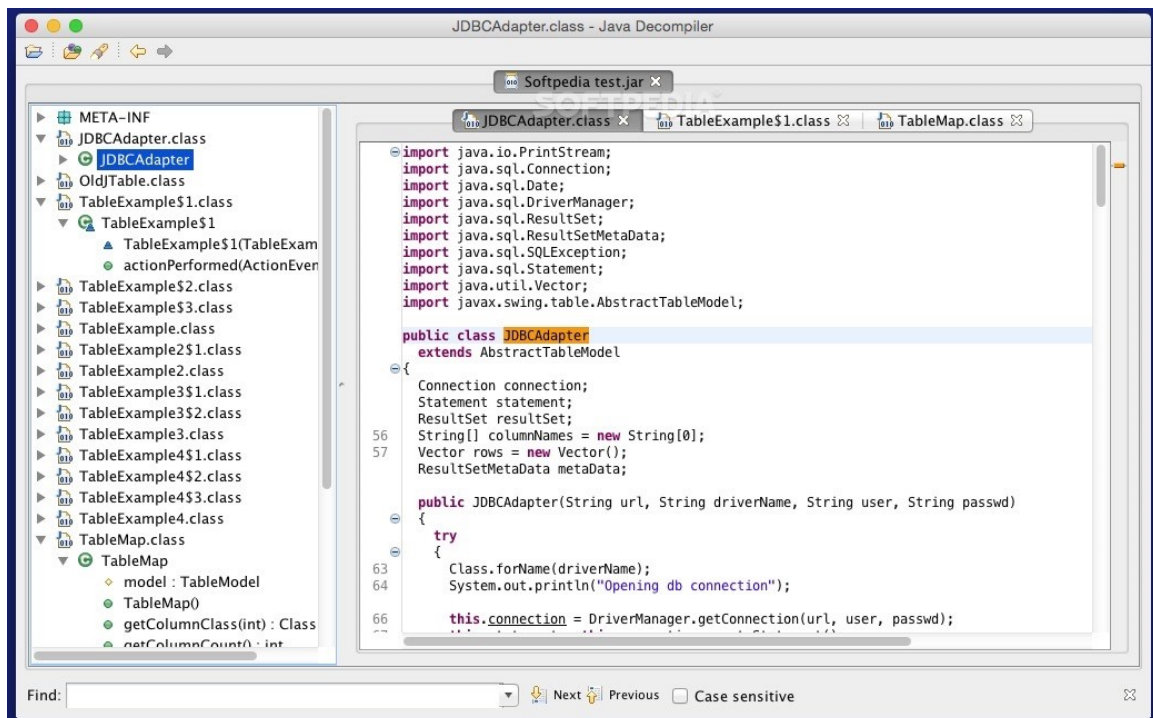 JDBCAdapter.class - Java Decompiler
Softpedia test.jar
SOFTPEDIA
META-INF
JDBCAdapter.class
JDBCAdapter
OldJTable.class
TableExample$1.class
TableExample$1
TableExample$1(TableExam
actionPerformed(ActionEven
TableExample$2.class
TableExample$3.class
TableExample.class
TableExample2$1.class
TableExample2.class
TableExample3$1.class
TableExample3$2.class
TableExample3.class
TableExample4$1.class
TableExample4$2.class
TableExample4$3.class
TableExample4.class
TableMap.class
TableMap
model : TableModel
TableMap()
getColumnClass(int) : Class
getColumnCount() : int
JDBCAdapter.class TableExample$1.class TableMap.class
import java.io.PrintStream;
import java.sql.Connection;
import java.sql.Date;
import java.sql.DriverManager;
import java.sql.ResultSet;
import java.sql.ResultSetMetaData;
import java.sql.SQLException;
import java.sql.Statement;
import java.util.Vector;
import javax.swing.table.AbstractTableModel;
public class JDBCAdapter
extends AbstractTableModel
{
Connection connection;
Statement statement;
ResultSet resultSet;
56 String[] columnNames = new String[0];
57 Vector rows = new Vector();
ResultSetMetaData metaData;
public JDBCAdapter(String url, String driverName, String user, String passwd)
{
try
{
63 Class.forName(driverName);
64 System.out.println("Opening db connection");
66 this.connection = DriverManager.getConnection(url, user, passwd);
Find: Next Previous Case sensitive